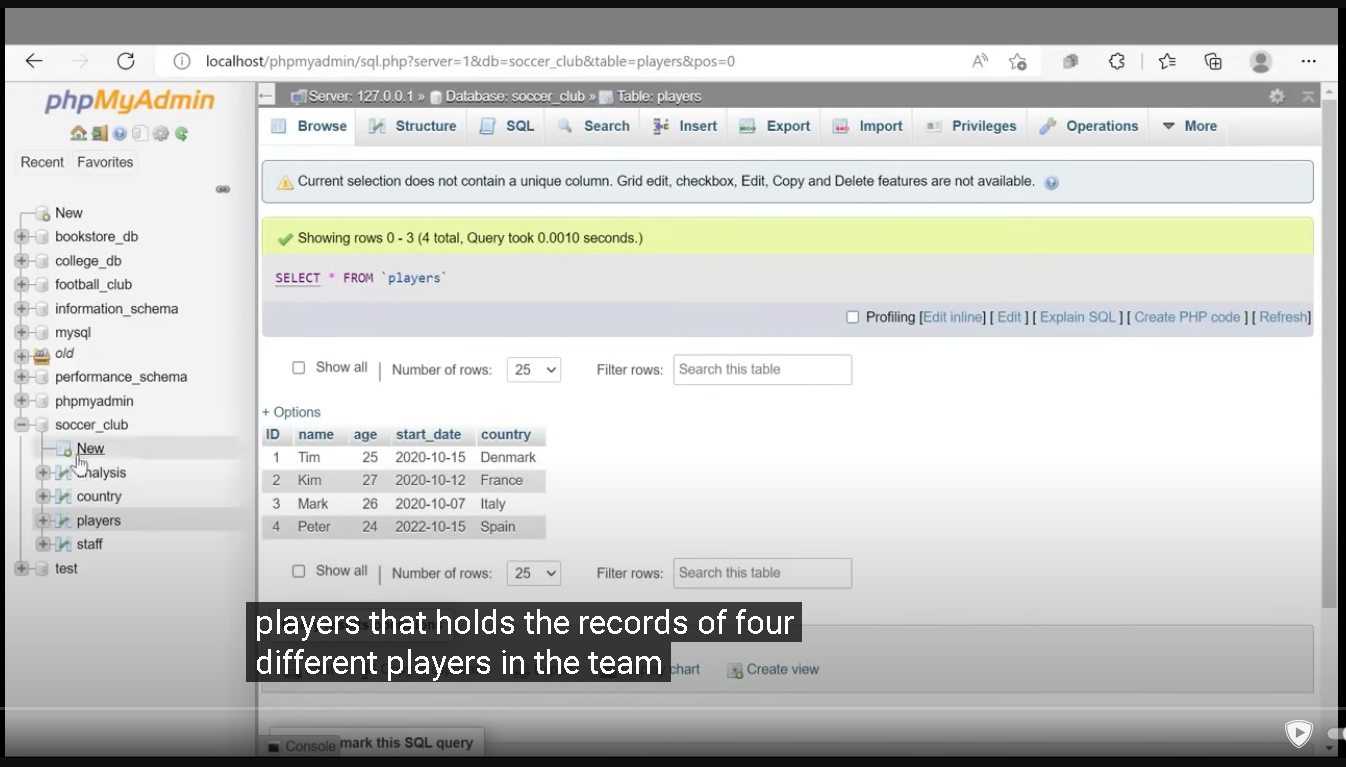 localhost/phpmyadmin/sql.php?server=1&db=soccer_club&table=players&pos=0
phpMyAdmin
Recent Favorites
New
bookstore_db
college_db
football_club
information_schema
mysql
old
performance_schema
phpmyadmin
soccer_club
New
analysis
country
players
staff
test
Server: 127.0.0.1 » Database: soccer_club » Table: players
Browse Structure SQL Search Insert Export Import Privileges Operations More
Current selection does not contain a unique column. Grid edit, checkbox, Edit, Copy and Delete features are not available.
Showing rows 0 - 3 (4 total, Query took 0.0010 seconds.)
SELECT * FROM `players`
Profiling [Edit inline] [ Edit ] [ Explain SQL ] [ Create PHP code ] [ Refresh]
Show all | Number of rows: 25 Filter rows: Search this table
+ Options
ID name age start_date country
1 Tim 25 2020-10-15 Denmark
2 Kim 27 2020-10-12 France
3 Mark 26 2020-10-07 Italy
4 Peter 24 2022-10-15 Spain
Show all | Number of rows: 25 Filter rows: Search this table
players that holds the records of four
different players in the team
chart Create view
Console mark this SQL query